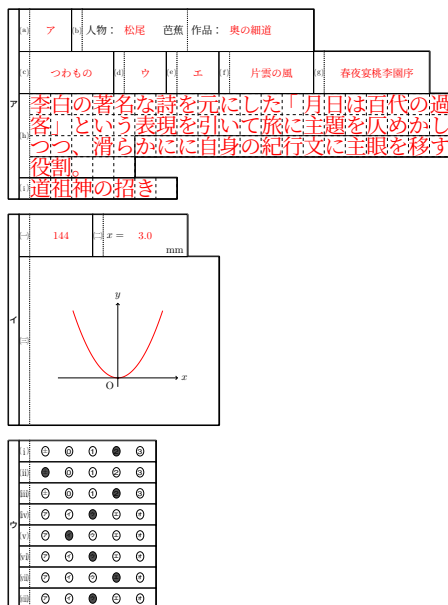 ア
(a) ア (b) 人物： 松尾 芭蕉 作品： 奥の細道
(c) つわもの (d) ウ (e) エ (f) 片雲の風 (g) 春夜宴桃李園序
(h) 李白の著名な詩を元にした「月日は百代の過
客」という表現を引いて旅に主題を仄めかし
つつ、滑らかにに自身の紀行文に主眼を移す
役割。
(i) 道祖神の招き
イ
(一) 144 (二) x = 3.0 mm
(三)
y
O x
ウ
(i) 0 1 2 3
(ii) 0 1 2 3
(iii) 0 1 2 3
(iv) ア イ ウ エ オ
(v) ア イ ウ エ オ
(vi) ア イ ウ エ オ
(vii) ア イ ウ エ オ
(viii) ア イ ウ エ オ